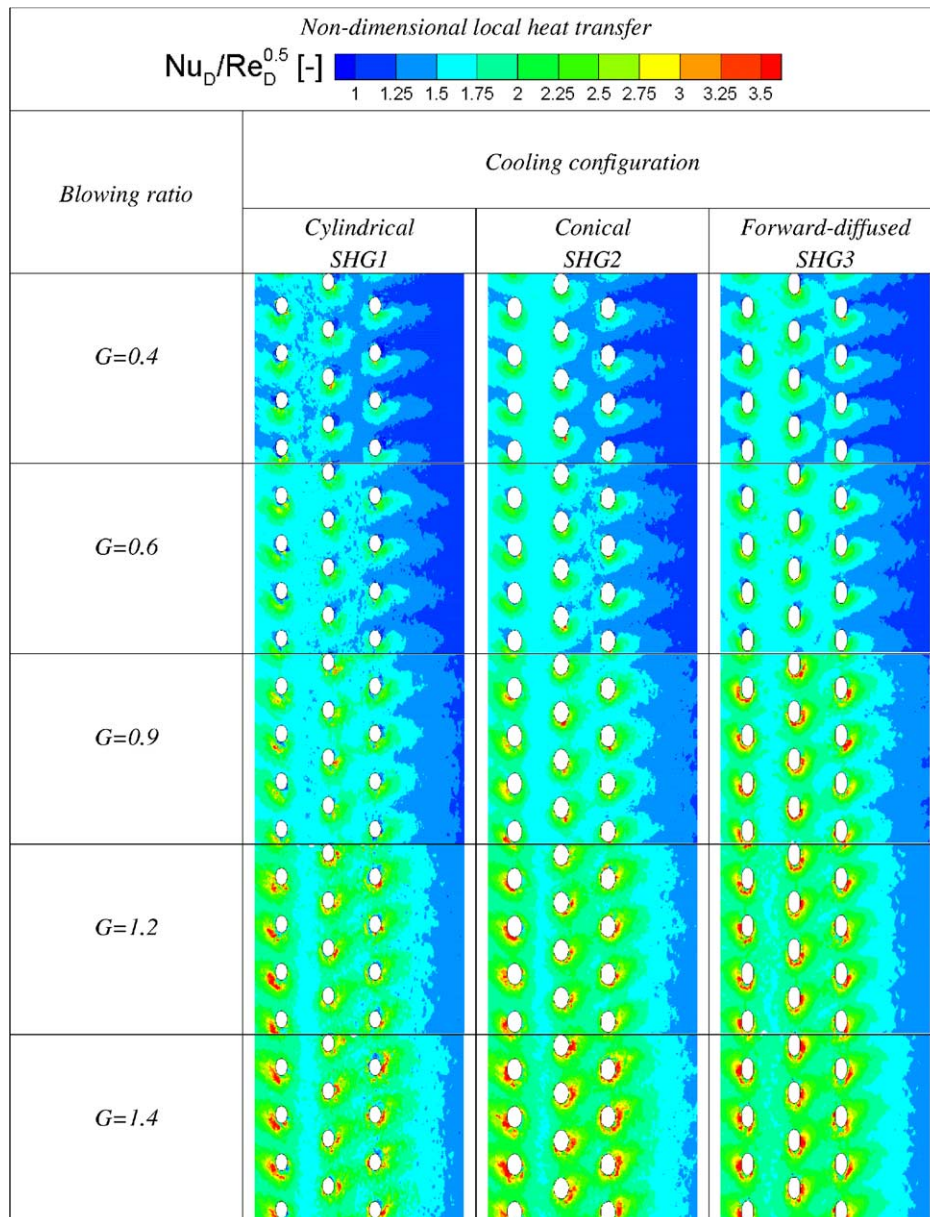 Non-dimensional local heat transfer
Nu_D/Re_D^0.5 [-]
1 1.25 1.5 1.75 2 2.25 2.5 2.75 3 3.25 3.5
Blowing ratio
Cooling configuration
Cylindrical
SHG1
Conical
SHG2
Forward-diffused
SHG3
G=0.4
G=0.6
G=0.9
G=1.2
G=1.4